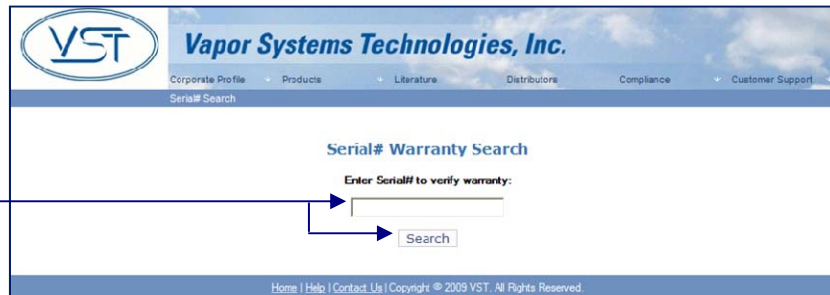 VST
Vapor Systems Technologies, Inc.
Corporate Profile Products Literature Distributors Compliance Customer Support
Serial# Search
Serial# Warranty Search
Enter Serial# to verify warranty:
Search
Home | Help | Contact Us | Copyright © 2009 VST. All Rights Reserved.